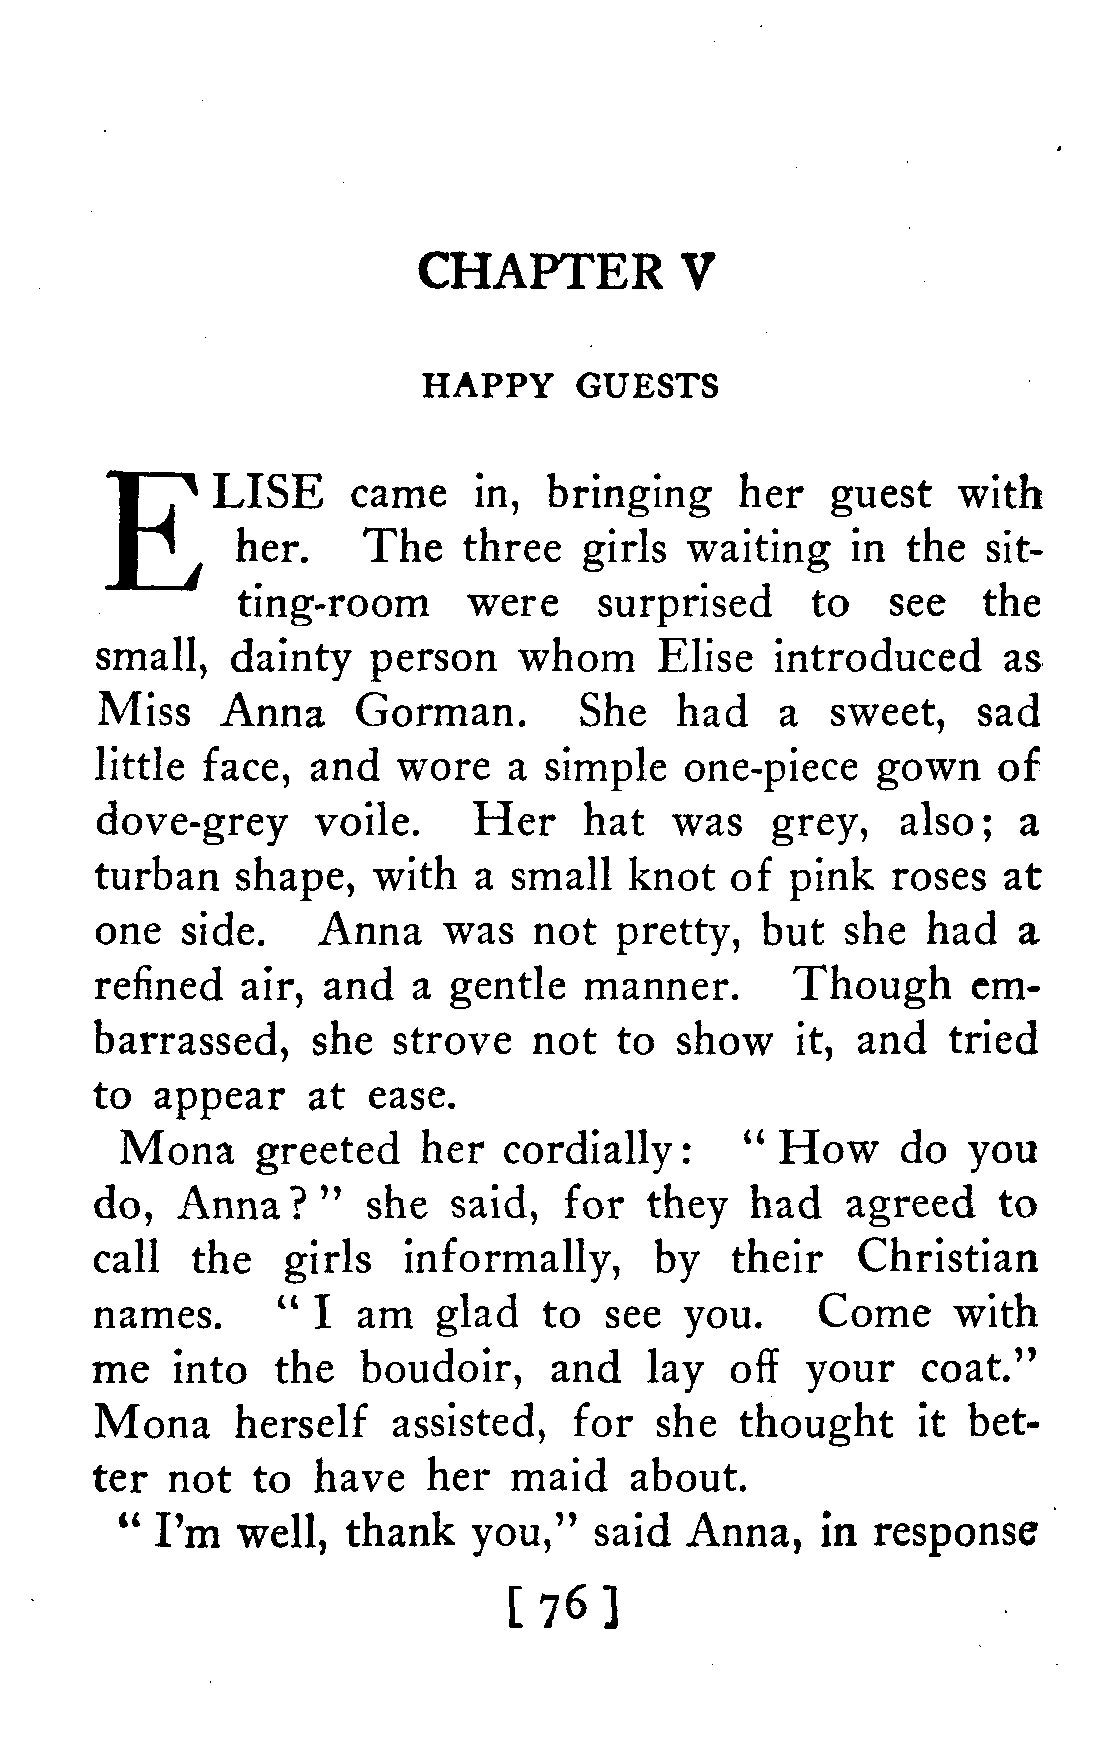 CHAPTER V
HAPPY GUESTS
ELISE came in, bringing her guest with
her. The three girls waiting in the sit-
ting-room were surprised to see the
small, dainty person whom Elise introduced as
Miss Anna Gorman. She had a sweet, sad
little face, and wore a simple one-piece gown of
dove-grey voile. Her hat was grey, also; a
turban shape, with a small knot of pink roses at
one side. Anna was not pretty, but she had a
refined air, and a gentle manner. Though em-
barrassed, she strove not to show it, and tried
to appear at ease.
Mona greeted her cordially: “ How do you
do, Anna? ” she said, for they had agreed to
call the girls informally, by their Christian
names. “ I am glad to see you. Come with
me into the boudoir, and lay off your coat.”
Mona herself assisted, for she thought it bet-
ter not to have her maid about.
“ I’m well, thank you,” said Anna, in response
[ 76 ]